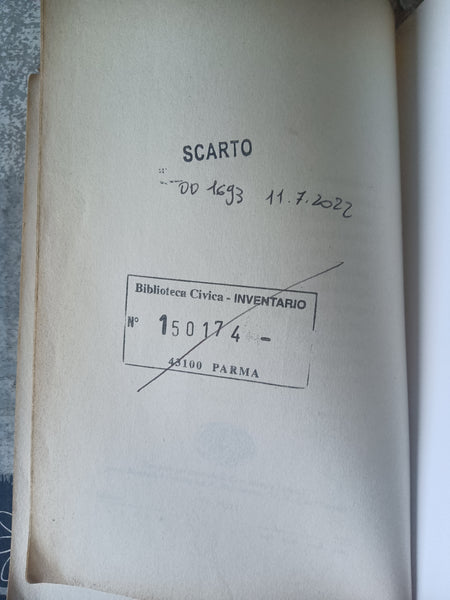 SCARTO
DD 1693 11.7.2022
Biblioteca Civica - INVENTARIO
N° 150174 -
43100 PARMA